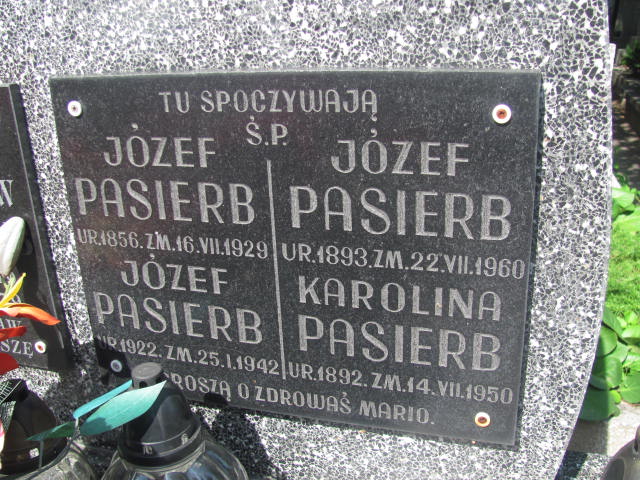 TU SPOCZYWAJĄ
Ś.P.
JÓZEF
PASIERB
UR.1856.ZM.16.VII.1929
JÓZEF
PASIERB
UR.1893.ZM.22.VII.1960
JÓZEF
PASIERB
UR.1922.ZM.25.I.1942
KAROLINA
PASIERB
UR.1892.ZM.14.VII.1950
PROSZĄ O ZDROWAŚ MARIO.